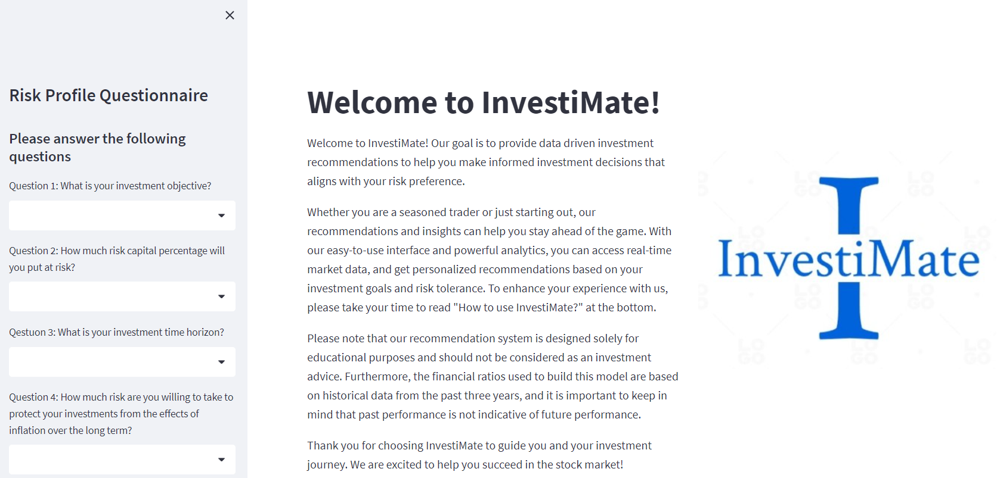 Risk Profile Questionnaire
Please answer the following
questions
Question 1: What is your investment objective?
Question 2: How much risk capital percentage will
you put at risk?
Qestuon 3: What is your investment time horizon?
Question 4: How much risk are you willing to take to
protect your investments from the effects of
inflation over the long term?
Welcome to InvestiMate!
Welcome to InvestiMate! Our goal is to provide data driven investment
recommendations to help you make informed investment decisions that
aligns with your risk preference.
Whether you are a seasoned trader or just starting out, our
recommendations and insights can help you stay ahead of the game. With
our easy-to-use interface and powerful analytics, you can access real-time
market data, and get personalized recommendations based on your
investment goals and risk tolerance. To enhance your experience with us,
please take your time to read "How to use InvestiMate?" at the bottom.
Please note that our recommendation system is designed solely for
educational purposes and should not be considered as an investment
advice. Furthermore, the financial ratios used to build this model are based
on historical data from the past three years, and it is important to keep in
mind that past performance is not indicative of future performance.
Thank you for choosing InvestiMate to guide you and your investment
journey. We are excited to help you succeed in the stock market!
I
InvestiMate
LOGO
LOGO
LOGO
LOGO
LOGO
LOGO
LOGO
LOGO